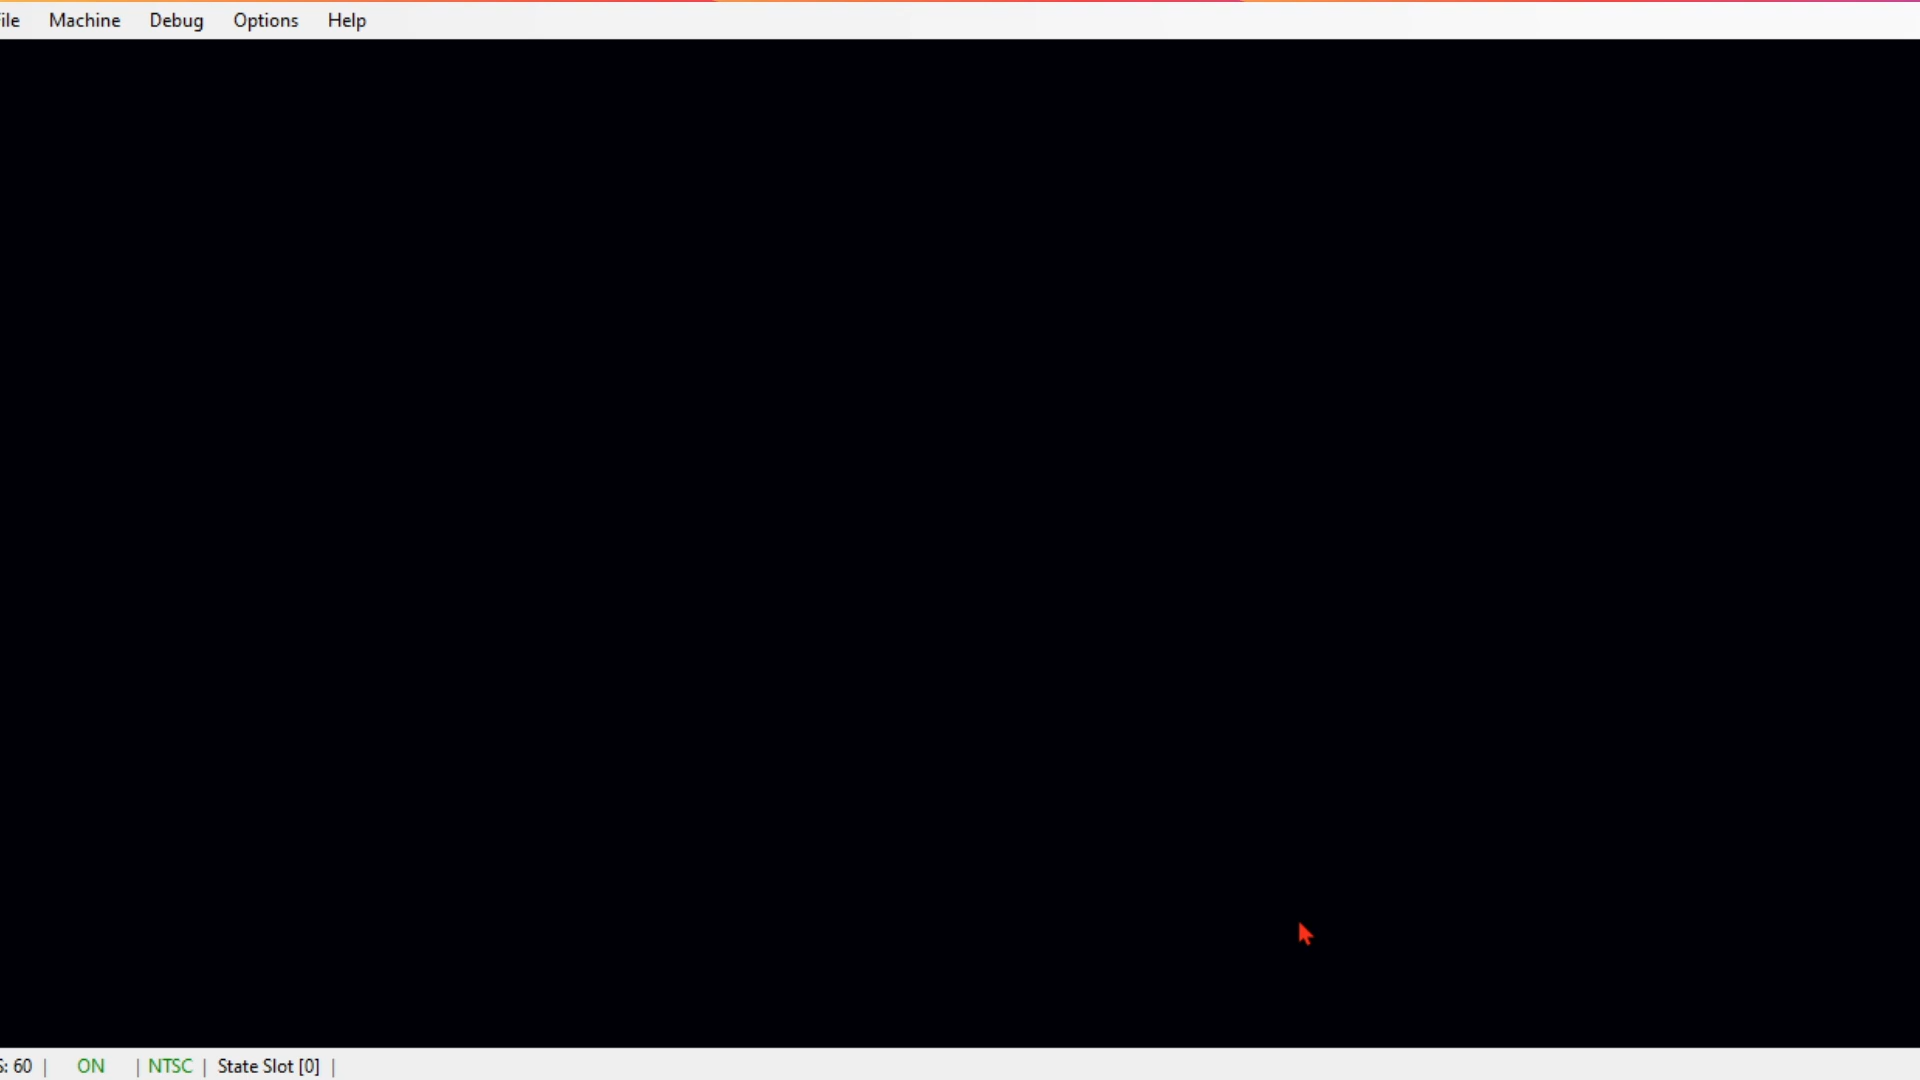 ile Machine Debug Options Help
S: 60 | ON | NTSC | State Slot [0] |